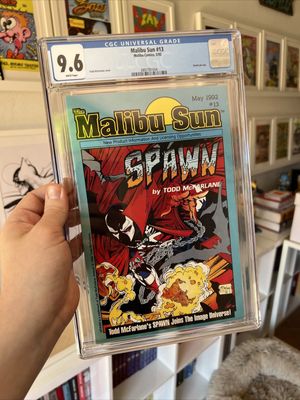 CGC UNIVERSAL GRADE
9.6
Malibu Sun #13
Malibu Comics, 5/92
May 1992
#13
The
Malibu Sun
New Product Information And Licensing Opportunities
SPAWN
by TODD McFARLANE
Todd McFarlane's SPAWN Joins The Image Universe!